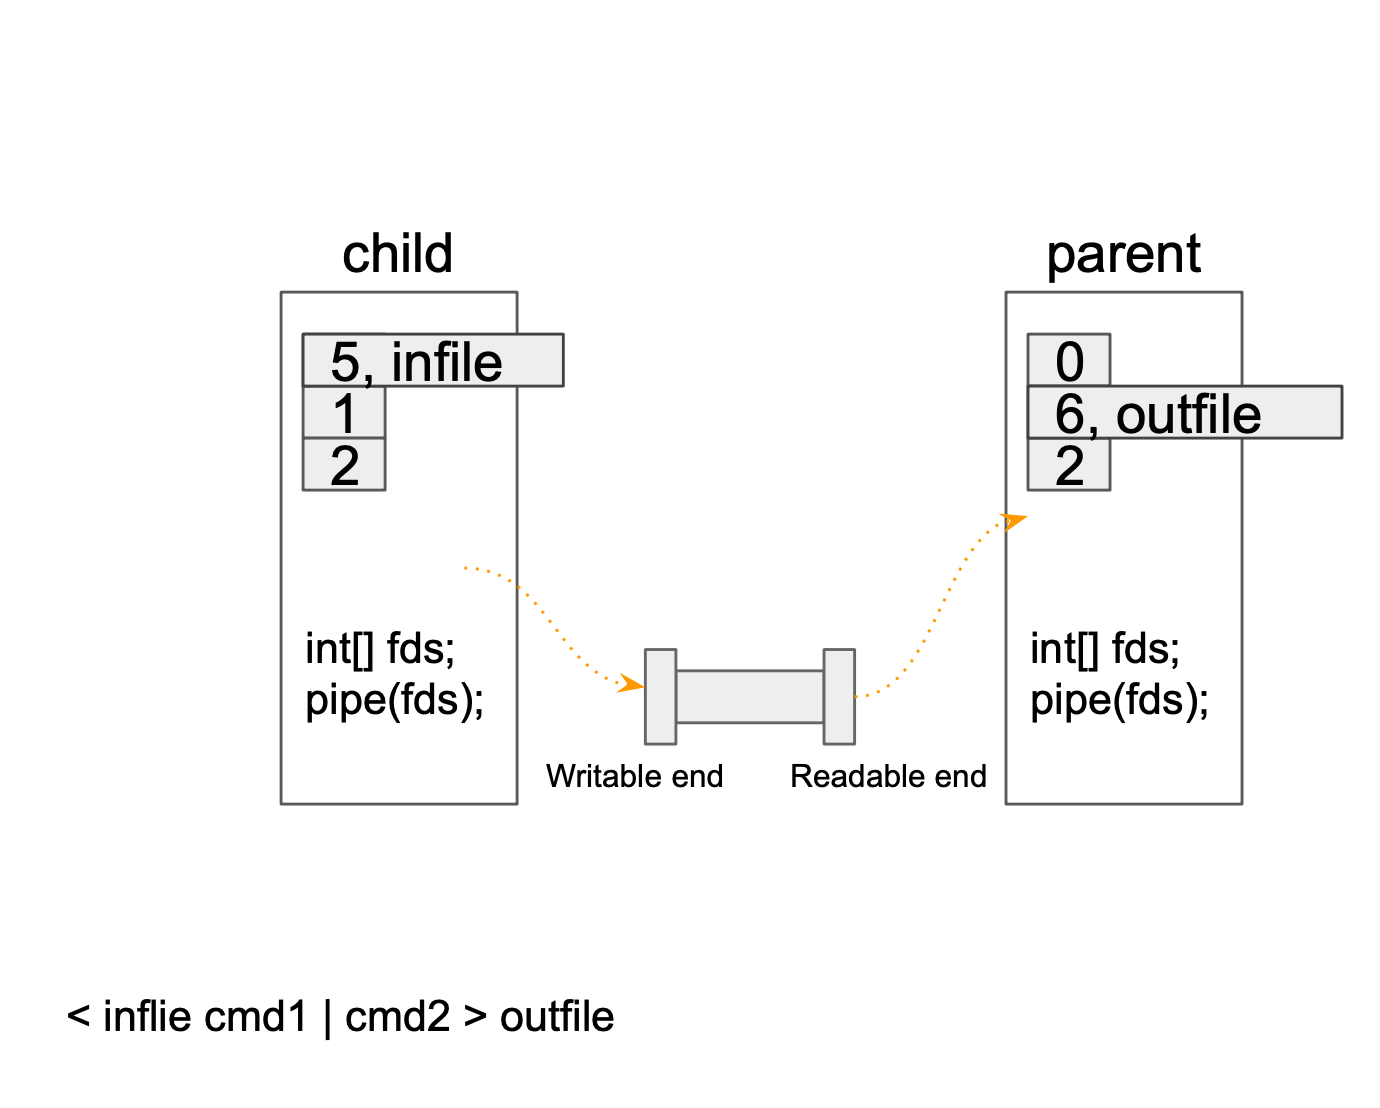 child
parent
5, infile
1
2
0
6, outfile
2
int[] fds;
pipe(fds);
int[] fds;
pipe(fds);
Writable end
Readable end
< inflie cmd1 | cmd2 > outfile